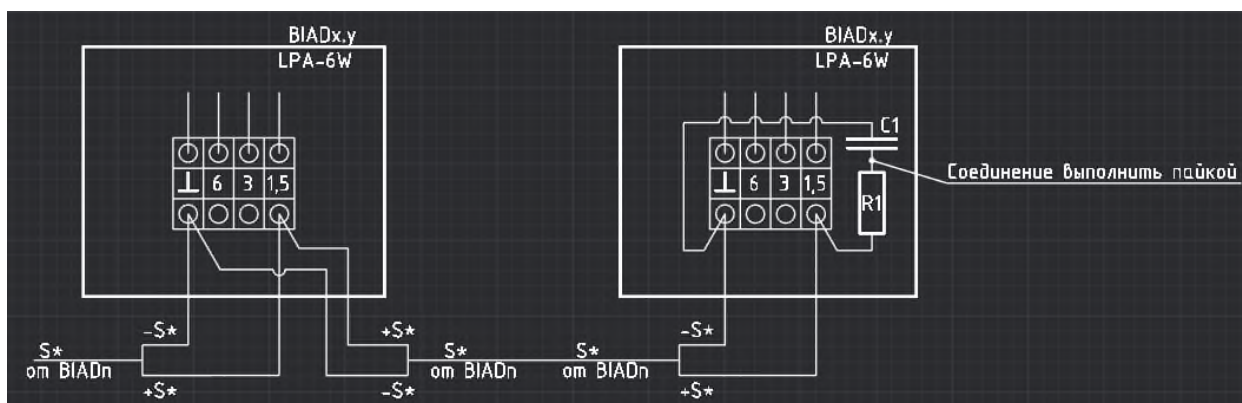 BIADx.y
LPA-6W
⊥ 6 3 1,5
-S*
S*
от BIADn
+S*
+S*
S*
от BIADn
-S*
BIADx.y
LPA-6W
C1
Соединение выполнить пайкой
⊥ 6 3 1,5
R1
-S*
S*
от BIADn
+S*